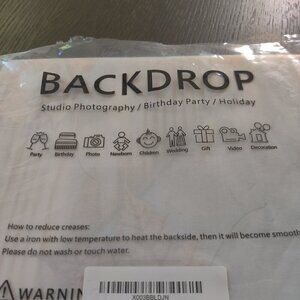 BACKDROP
Studio Photography / Birthday Party / Holiday
Party Birthday Photo Newborn Children Wedding Gift Video Decoration
How to reduce creases:
Use a iron with low temperature to heat the backside, then it will become smooth
Please do not wash or touch water.
WARNIN
X003BBLDJN